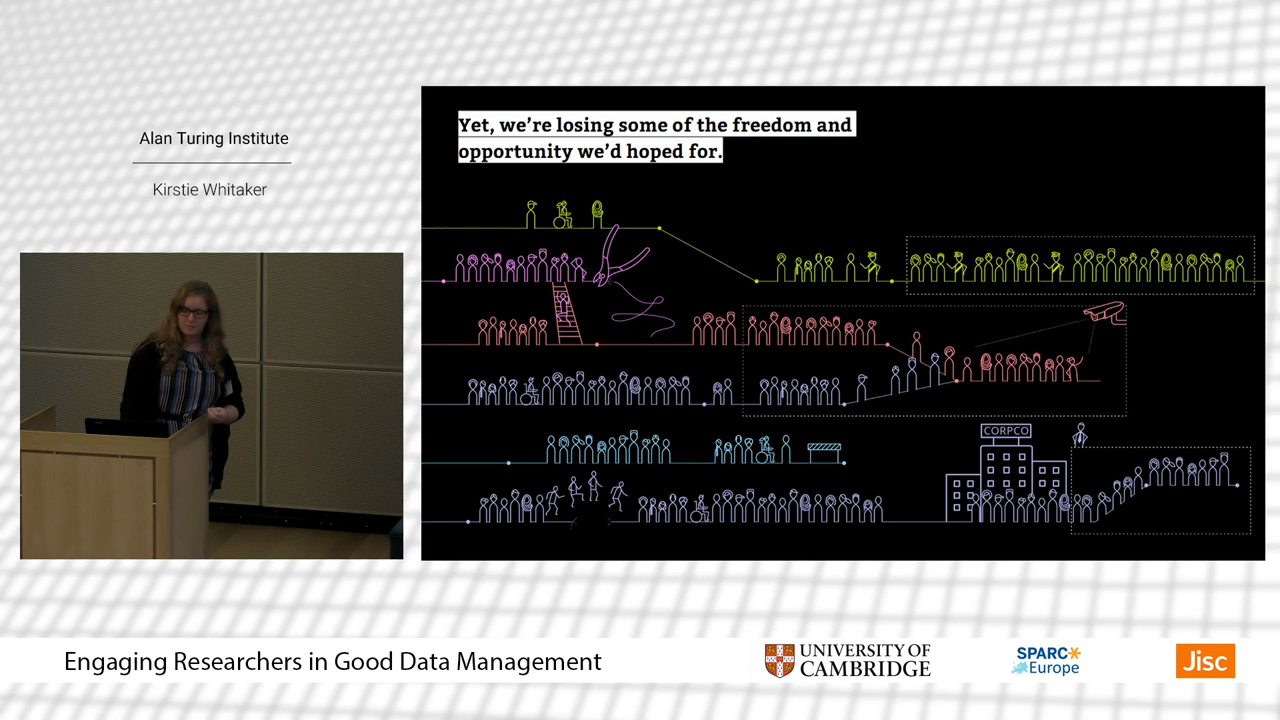 Alan Turing Institute
Kirstie Whitaker
Yet, we're losing some of the freedom and
opportunity we'd hoped for.
CORPCO
Engaging Researchers in Good Data Management
UNIVERSITY OF
CAMBRIDGE
SPARC
Europe
Jisc